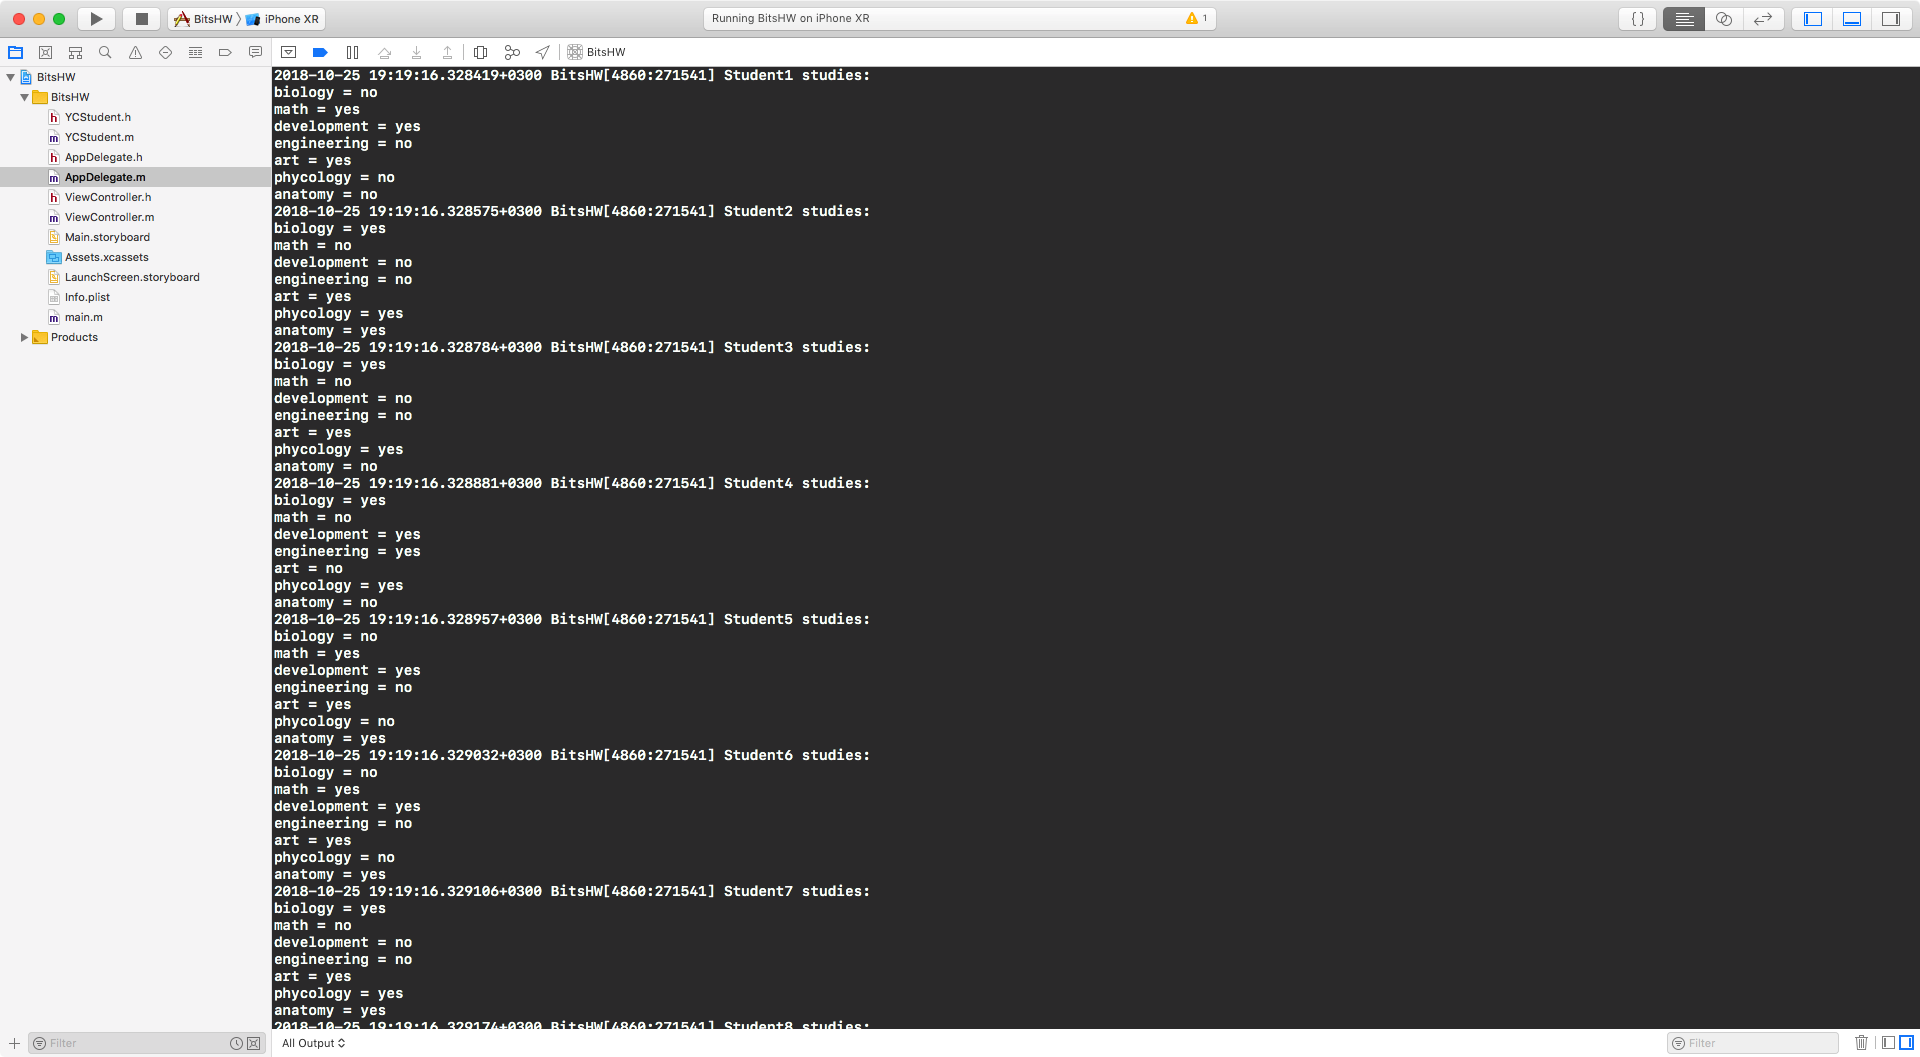 BitsHW iPhone XR
Running BitsHW on iPhone XR
1
{}
BitsHW
BitsHW
BitsHW
h YCStudent.h
m YCStudent.m
h AppDelegate.h
m AppDelegate.m
h ViewController.h
m ViewController.m
Main.storyboard
Assets.xcassets
LaunchScreen.storyboard
Info.plist
m main.m
Products
2018-10-25 19:19:16.328419+0300 BitsHW[4860:271541] Student1 studies:
biology = no
math = yes
development = yes
engineering = no
art = yes
phycology = no
anatomy = no
2018-10-25 19:19:16.328575+0300 BitsHW[4860:271541] Student2 studies:
biology = yes
math = no
development = no
engineering = no
art = yes
phycology = yes
anatomy = yes
2018-10-25 19:19:16.328784+0300 BitsHW[4860:271541] Student3 studies:
biology = yes
math = no
development = no
engineering = no
art = yes
phycology = yes
anatomy = no
2018-10-25 19:19:16.328881+0300 BitsHW[4860:271541] Student4 studies:
biology = yes
math = no
development = yes
engineering = yes
art = no
phycology = yes
anatomy = no
2018-10-25 19:19:16.328957+0300 BitsHW[4860:271541] Student5 studies:
biology = no
math = yes
development = yes
engineering = no
art = yes
phycology = no
anatomy = yes
2018-10-25 19:19:16.329032+0300 BitsHW[4860:271541] Student6 studies:
biology = no
math = yes
development = yes
engineering = no
art = yes
phycology = no
anatomy = yes
2018-10-25 19:19:16.329106+0300 BitsHW[4860:271541] Student7 studies:
biology = yes
math = no
development = no
engineering = no
art = yes
phycology = yes
anatomy = yes
2018-10-25 19:19:16.329174+0300 BitsHW[4860:271541] Student8 studies:
Filter
All Output
Filter